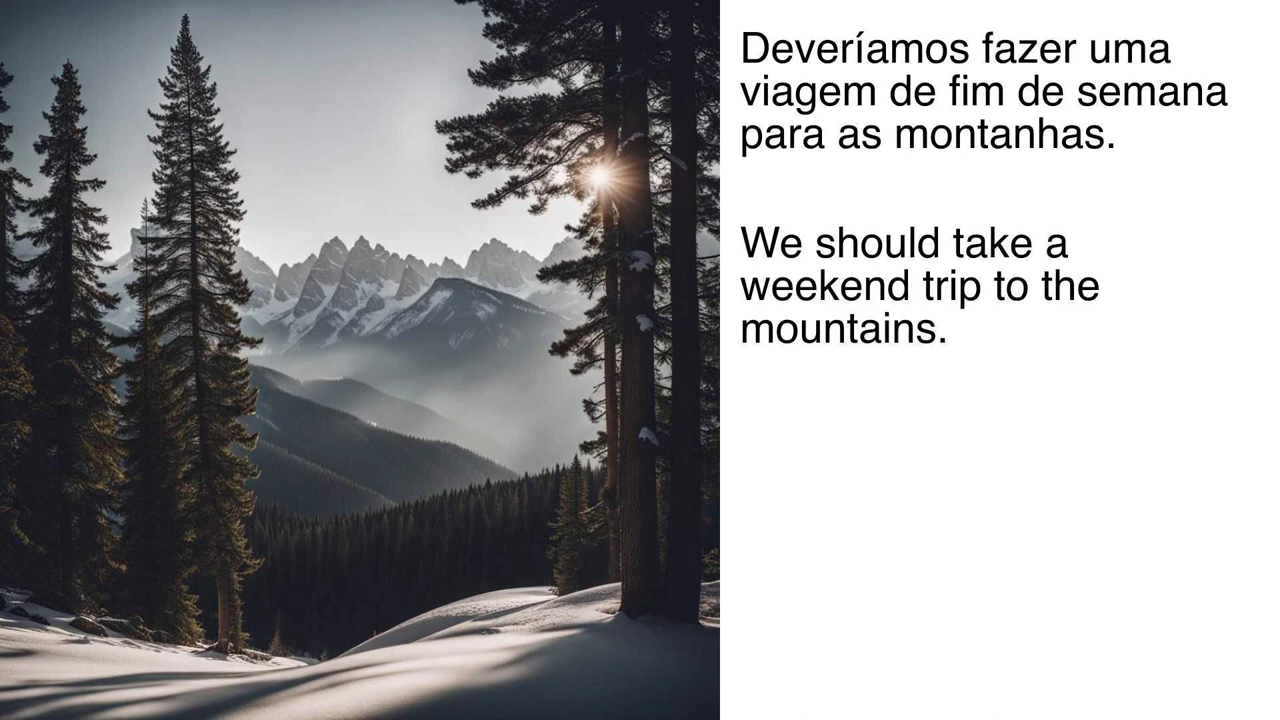 Deveríamos fazer uma
viagem de fim de semana
para as montanhas.
We should take a
weekend trip to the
mountains.